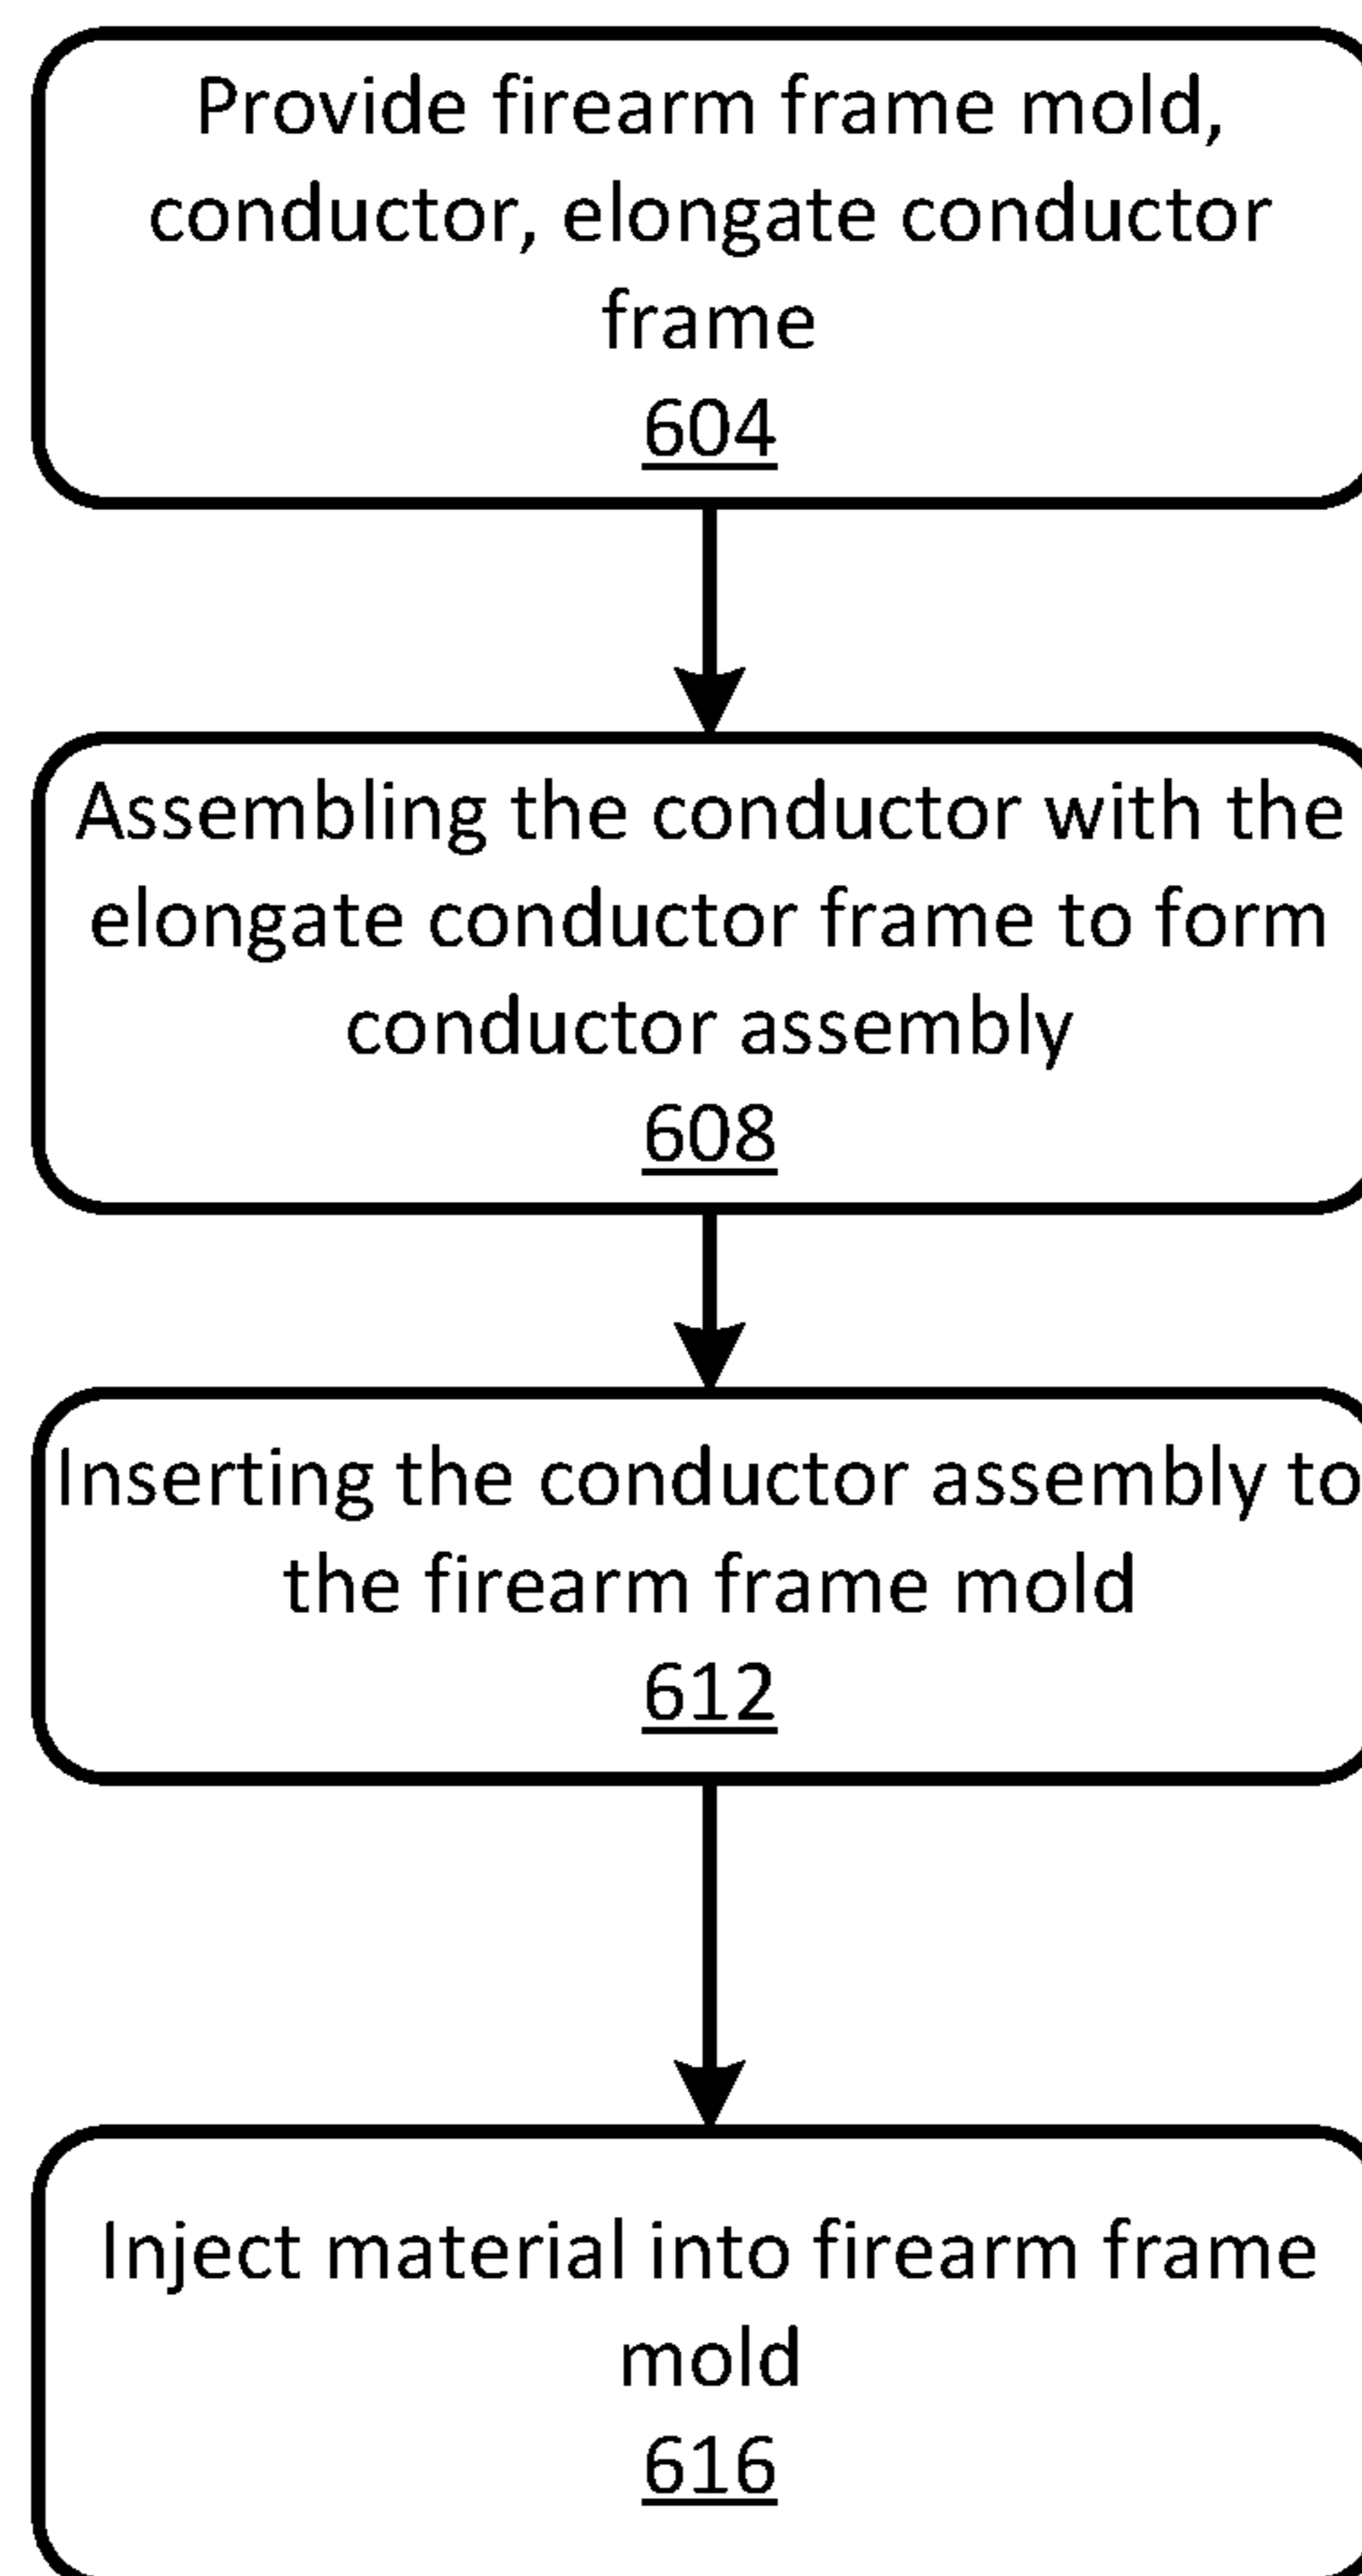 Provide firearm frame mold,
conductor, elongate conductor
frame
604
Assembling the conductor with the
elongate conductor frame to form
conductor assembly
608
Inserting the conductor assembly to
the firearm frame mold
612
Inject material into firearm frame
mold
616